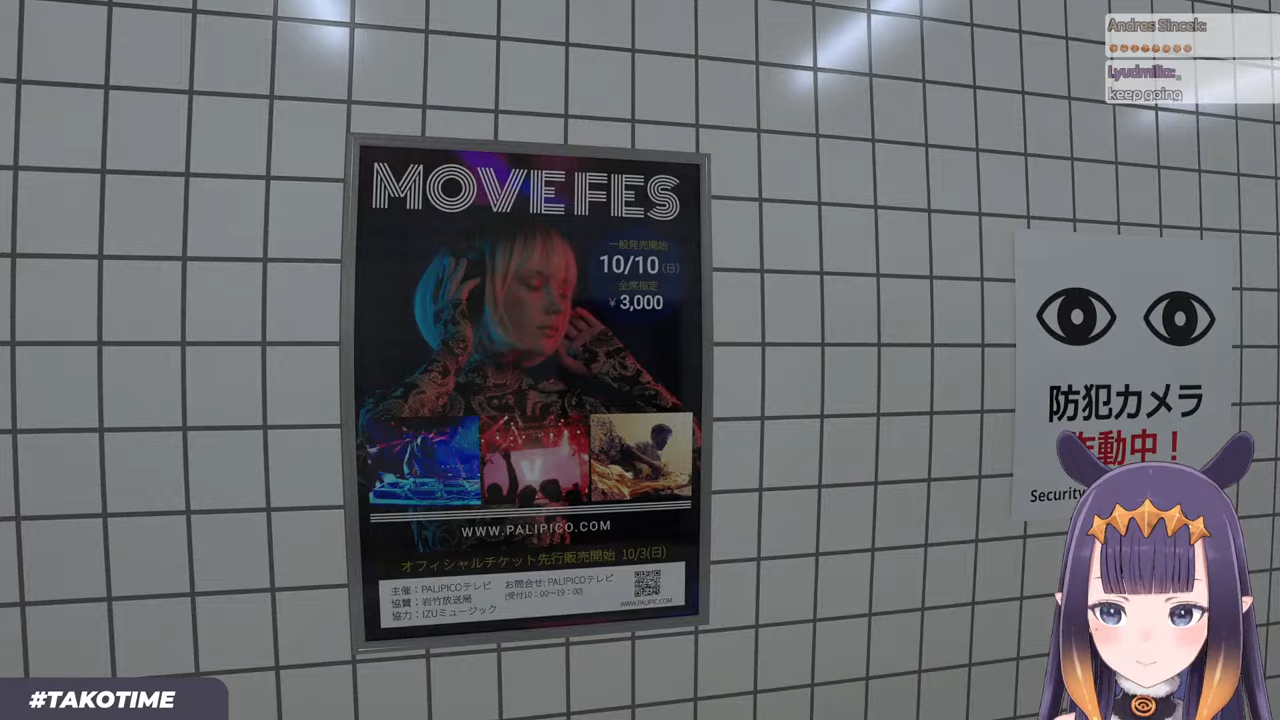 Andres Sincek:
Lyudmilla:
keep going
MOVE FES
一般発売開始
10/10(日)
全席指定
¥3,000
WWW.PALIPICO.COM
オフィシャルチケット先行販売開始 10/3(日)
主催：PALIPICOテレビ
協賛：岩竹放送局
協力：IZUミュージック
お問合せ: PALIPICOテレビ
(受付10：00〜19：00)
WWW.PALIPIC.COM
防犯カメラ
作動中！
Security
#TAKOTIME